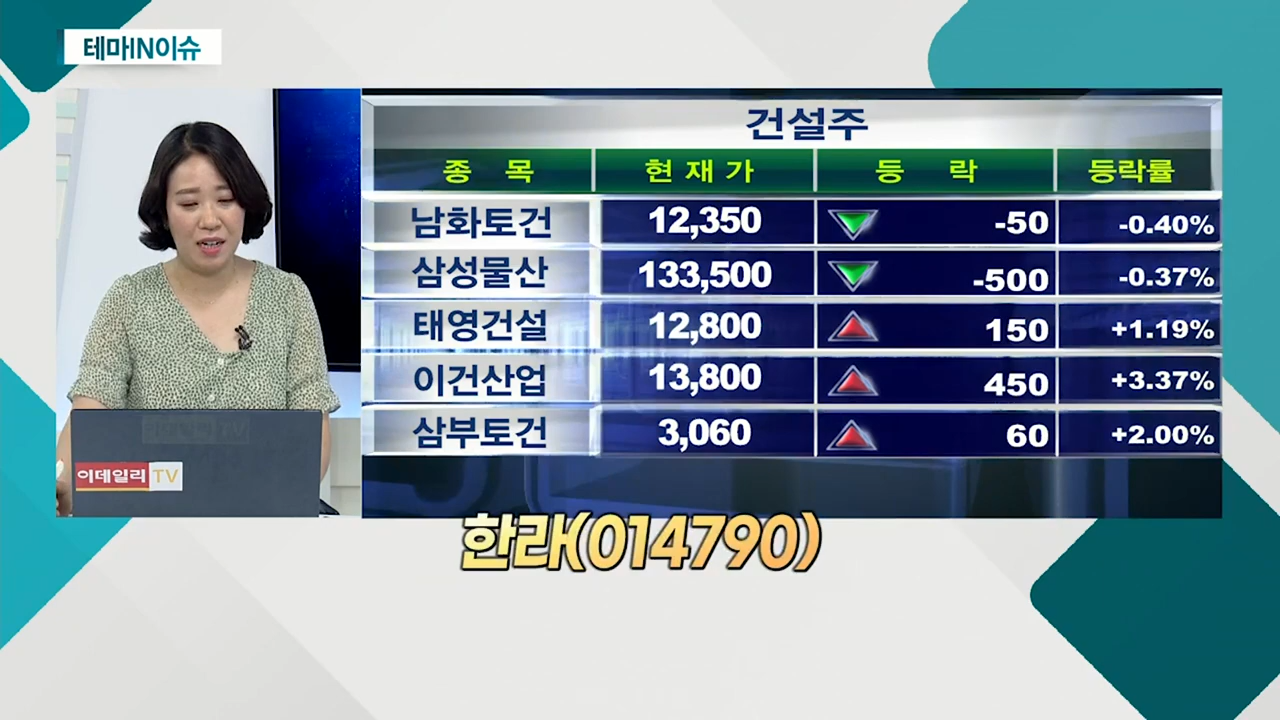 테마IN이슈
건설주
종 목 현 재 가 등 락 등락률
남화토건 12,350 -50 -0.40%
삼성물산 133,500 -500 -0.37%
태영건설 12,800 150 +1.19%
이건산업 13,800 450 +3.37%
삼부토건 3,060 60 +2.00%
이데일리 TV
한라(014790)